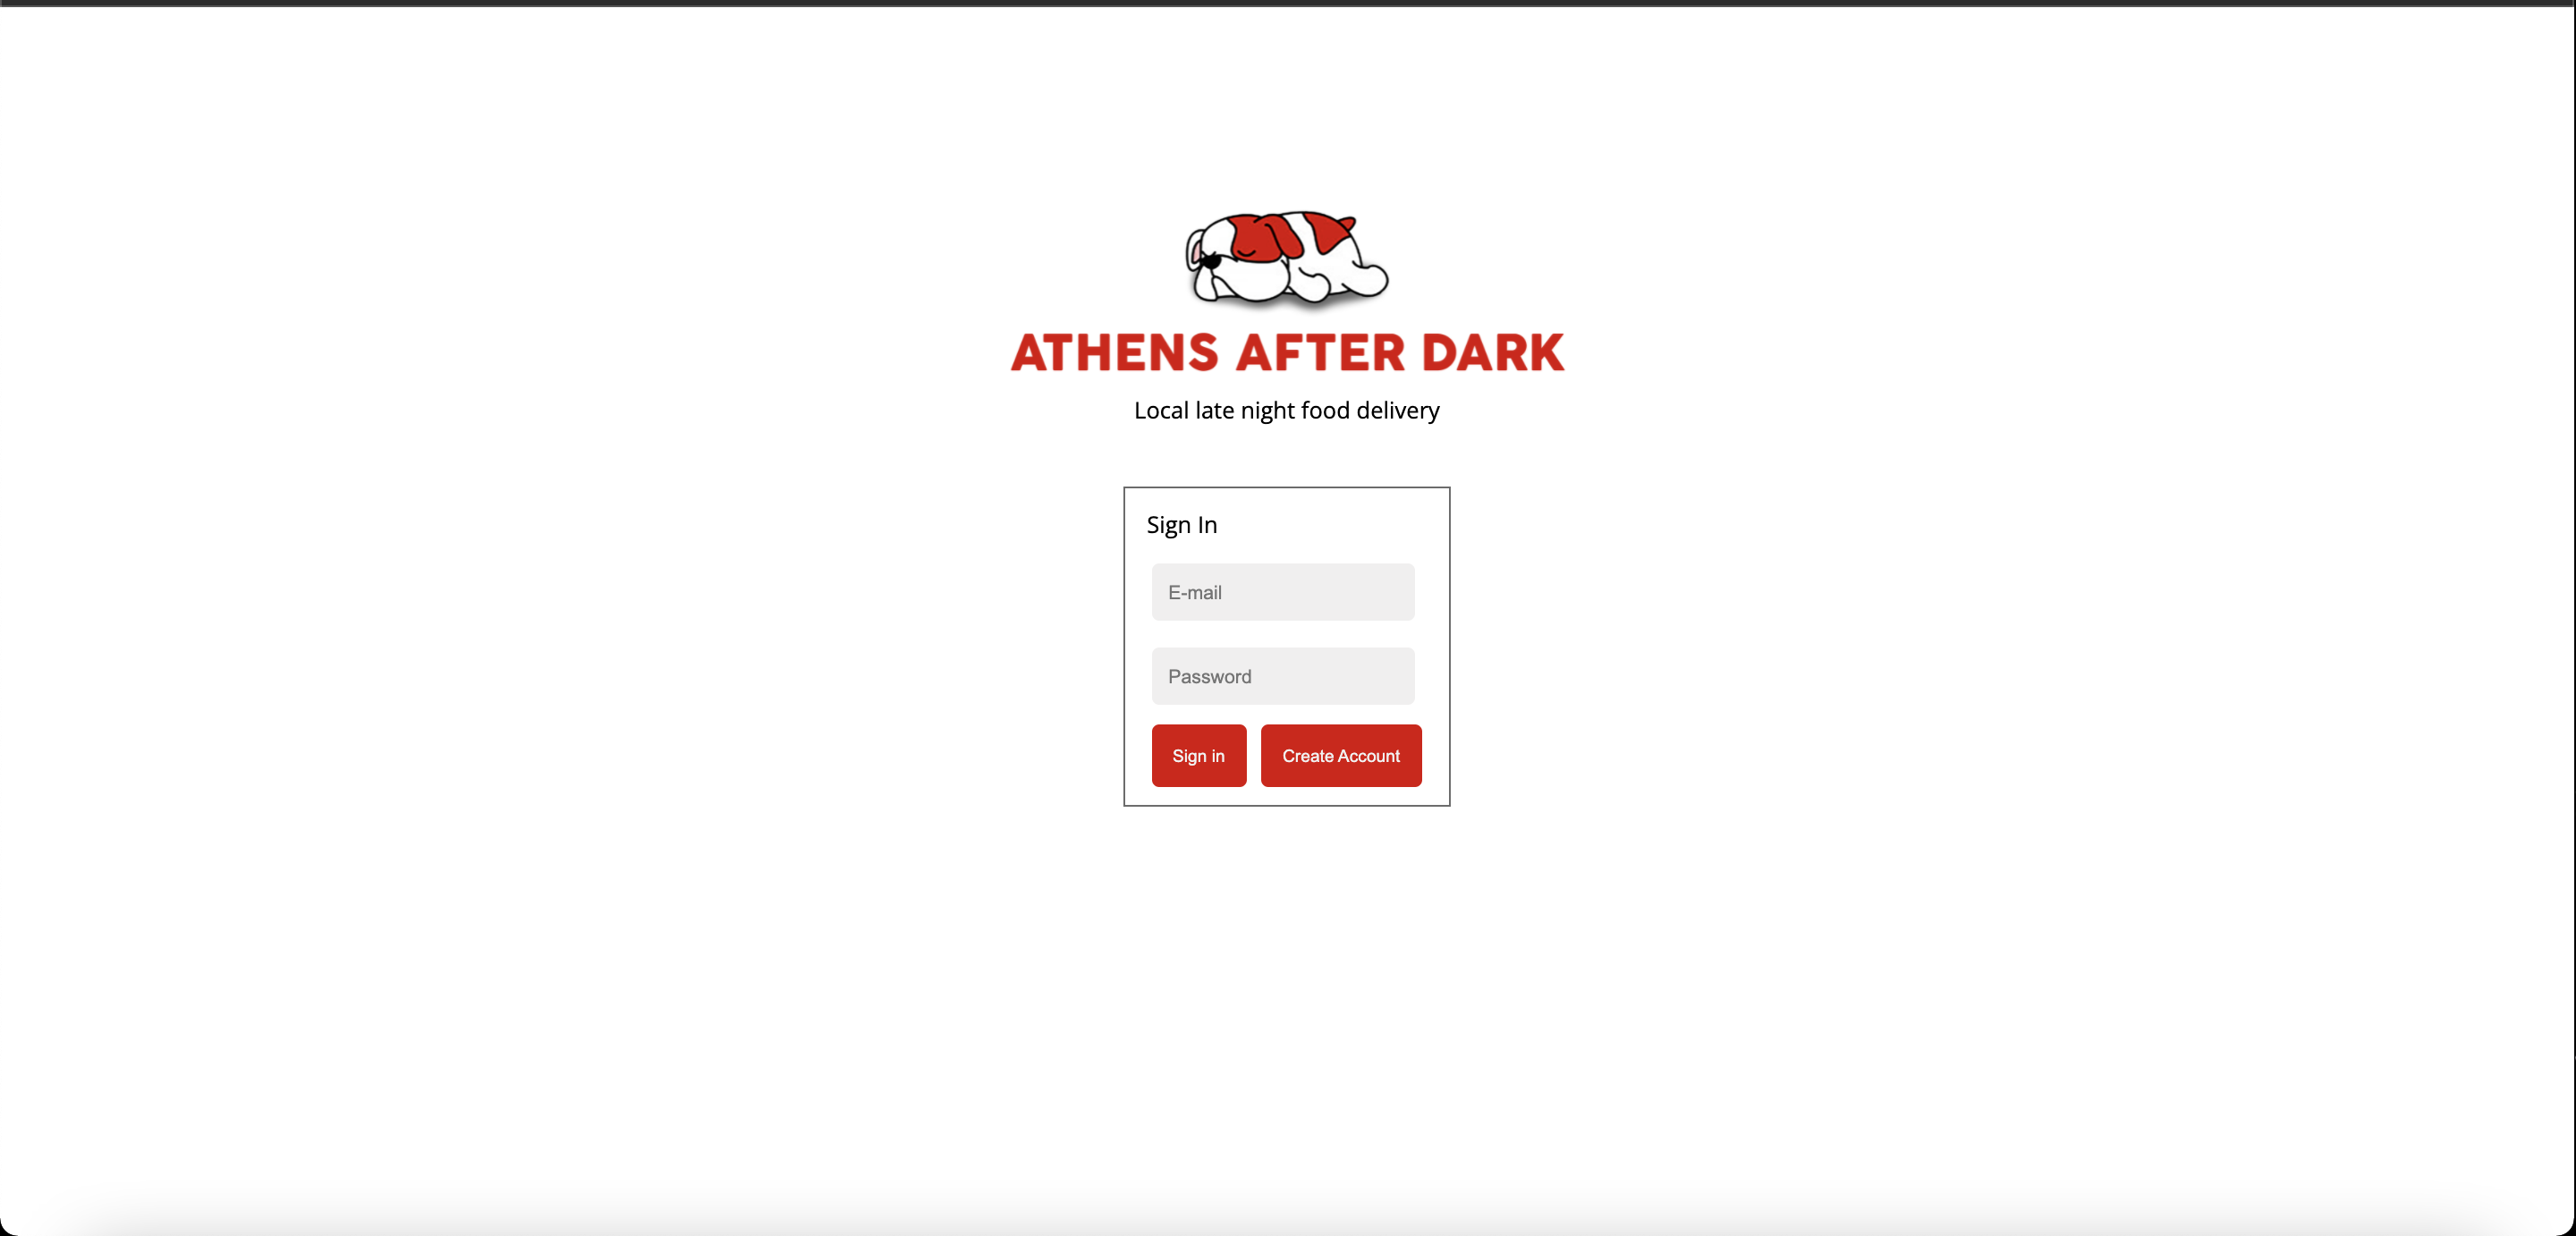 ATHENS AFTER DARK
Local late night food delivery
Sign In
E-mail
Password
Sign in Create Account